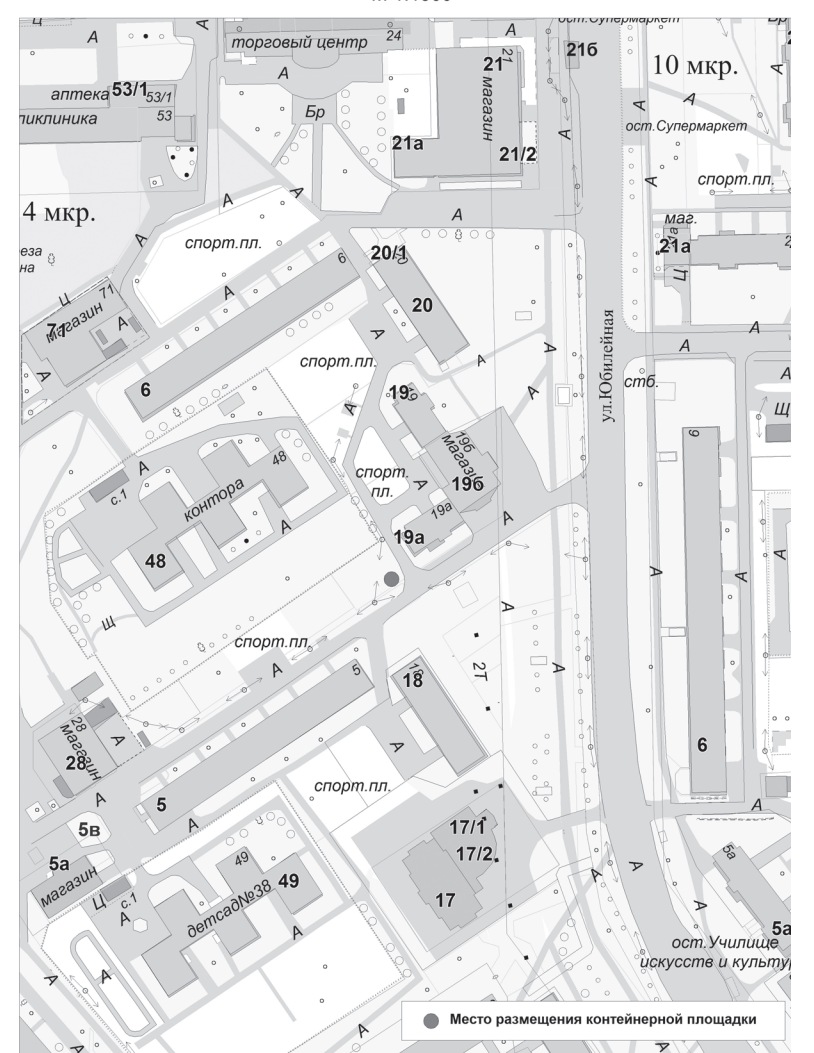 ост.Супермаркет
Ц
А
А
торговый центр
24
А
21б
21
21
магазин
10 мкр.
А
А
А
аптека
53/1
53/1
53
А
Бр
21а
А
ост.Супермаркет
21/2
А
спорт.пл.
4 мкр.
А
А
А
А
спорт.пл.
маг.
21а
Ц
20/1
6
Ц
71
А
20
магазин
А
А
ул.Юбилейная
А
спорт.пл.
А
А
А
А
стб.
А
6
19
19
А
А
Щ
6
19б
магазин
19б
А
спорт.
пл.
А
48
контора
с.1
А
19а
19а
А
48
А
А
А
А
Щ
спорт.пл.
А
5
18
18
2Т
А
28
магазин
28
А
А
6
спорт.пл.
5
А
А
А
5в
17/1
17/2
5а
магазин
Ц
с.1
А
49
49
детсад№38
17
А
А
5а
А
А
А
5а
ост.Училище
искусств и культу
А
А
А
А
А
Место размещения контейнерной площадки